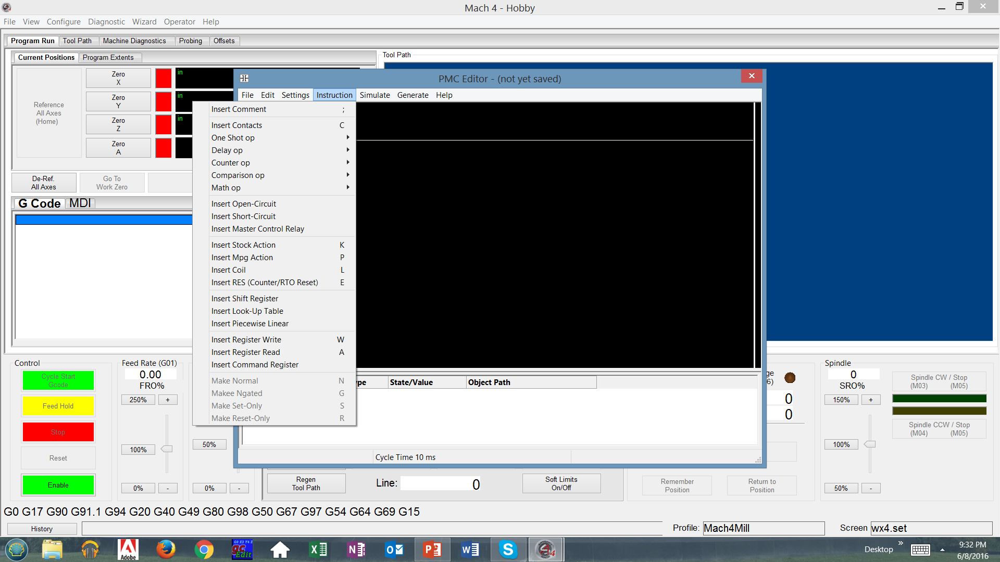 Mach 4 - Hobby
File View Configure Diagnostic Wizard Operator Help
Program Run Tool Path Machine Diagnostics Probing Offsets
Current Positions Program Extents
Tool Path
Reference
All Axes
(Home)
Zero
X
in
Zero
Y
in
Zero
Z
in
Zero
A
De-Ref.
All Axes
Go To
Work Zero
G Code MDI
PMC Editor - (not yet saved)
File Edit Settings Instruction Simulate Generate Help
Insert Comment ;
Insert Contacts C
One Shot op
Delay op
Counter op
Comparison op
Math op
Insert Open-Circuit
Insert Short-Circuit
Insert Master Control Relay
Insert Stock Action K
Insert Mpg Action P
Insert Coil L
Insert RES (Counter/RTO Reset) E
Insert Shift Register
Insert Look-Up Table
Insert Piecewise Linear
Insert Register Write W
Insert Register Read A
Insert Command Register
Make Normal N
Makee Ngated G
Make Set-Only S
Make Reset-Only R
ype State/Value Object Path
Cycle Time 10 ms
Control
Cycle Start
Gcode
Feed Hold
Stop
Reset
Enable
Feed Rate (G01)
0.00
FRO%
250% +
100%
0% -
50%
0% -
Regen
Tool Path
Line: 0
Soft Limits
On/Off
ge
6)
0
0
Remember
Position
Return to
Position
Spindle
0
SRO%
150% +
100%
50% -
Spindle CW / Stop
(M03) (M05)
Spindle CCW / Stop
(M04) (M05)
G0 G17 G90 G91.1 G94 G20 G40 G49 G80 G98 G50 G67 G97 G54 G64 G69 G15
History
Profile: Mach4Mill
Screen wx4.set
Adobe
G0 X3 Y4 Z
gc
Edit
Desktop
9:32 PM
6/8/2016